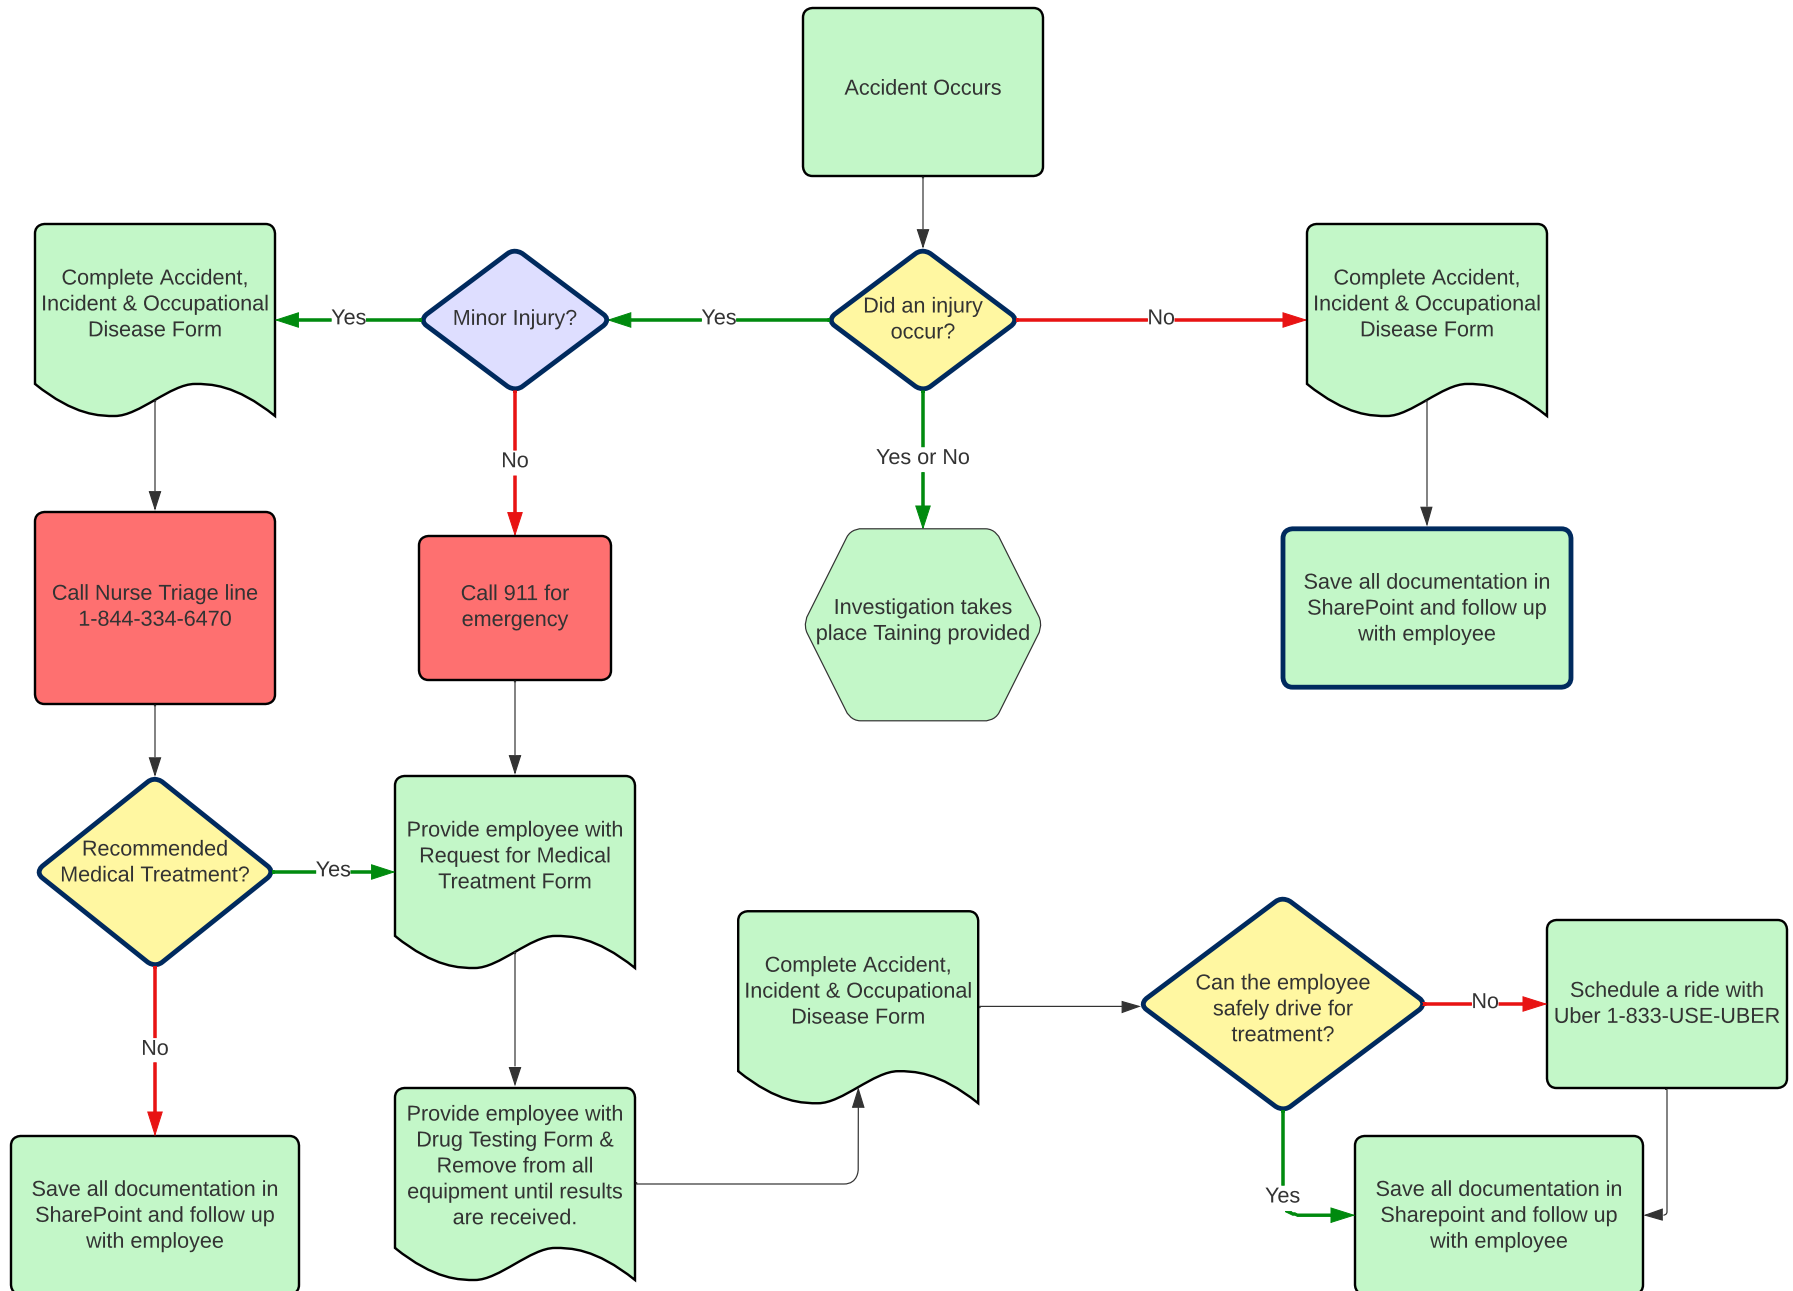 Accident Occurs
Complete Accident,
Incident & Occupational
Disease Form
Yes
Minor Injury?
Yes
Did an injury
occur?
No
Complete Accident,
Incident & Occupational
Disease Form
No
Yes or No
Call Nurse Triage line
1-844-334-6470
Call 911 for
emergency
Investigation takes
place Taining provided
Save all documentation in
SharePoint and follow up
with employee
Recommended
Medical Treatment?
Yes
Provide employee with
Request for Medical
Treatment Form
Complete Accident,
Incident & Occupational
Disease Form
Can the employee
safely drive for
treatment?
No
Schedule a ride with
Uber 1-833-USE-UBER
No
Provide employee with
Drug Testing Form &
Remove from all
equipment until results
are received.
Yes
Save all documentation in
SharePoint and follow up
with employee
Save all documentation in
Sharepoint and follow up
with employee